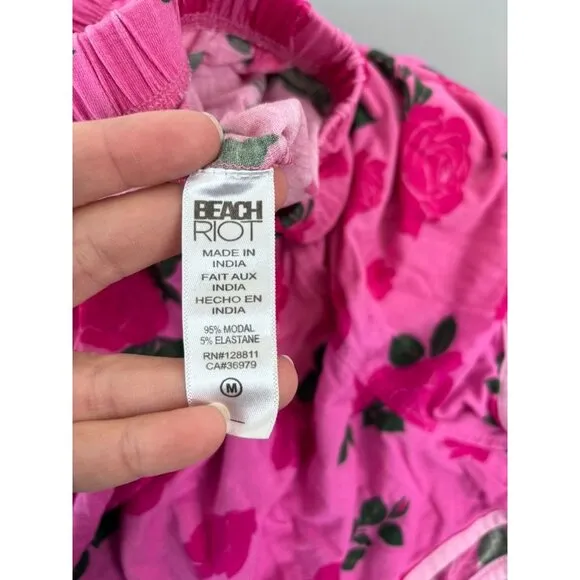 BEACH
RIOT
MADE IN
INDIA
FAIT AUX
INDIA
HECHO EN
INDIA
95% MODAL
5% ELASTANE
RN#128811
CA#36979
M